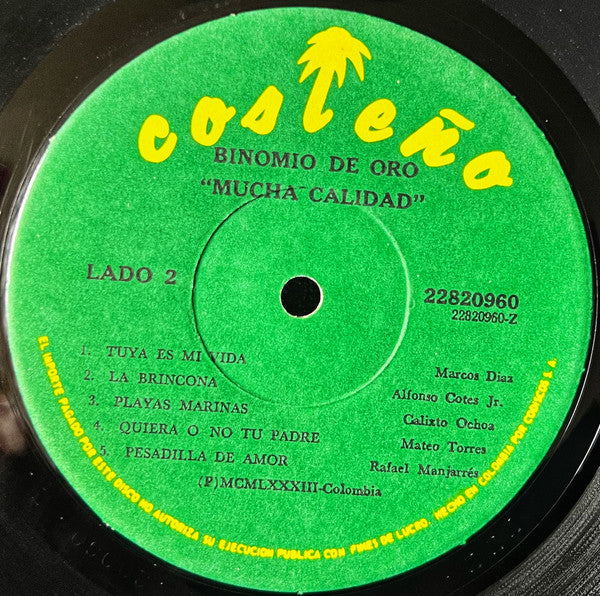 costeño
BINOMIO DE ORO
"MUCHA CALIDAD"
LADO 2
22820960
22820960-Z
1. TUYA ES MI VIDA Marcos Diaz
2. LA BRINCONA Alfonso Cotes Jr.
3. PLAYAS MARINAS Calixto Ochoa
4. QUIERA O NO TU PADRE Mateo Torres
5. PESADILLA DE AMOR Rafael Manjarrés
(P)MCMLXXXIII-Colombia
EL IMPORTE PAGADO POR ESTE DISCO NO AUTORIZA SU EJECUCION PUBLICA CON FINES DE LUCRO. HECHO EN COLOMBIA POR CODISCOS S. A.